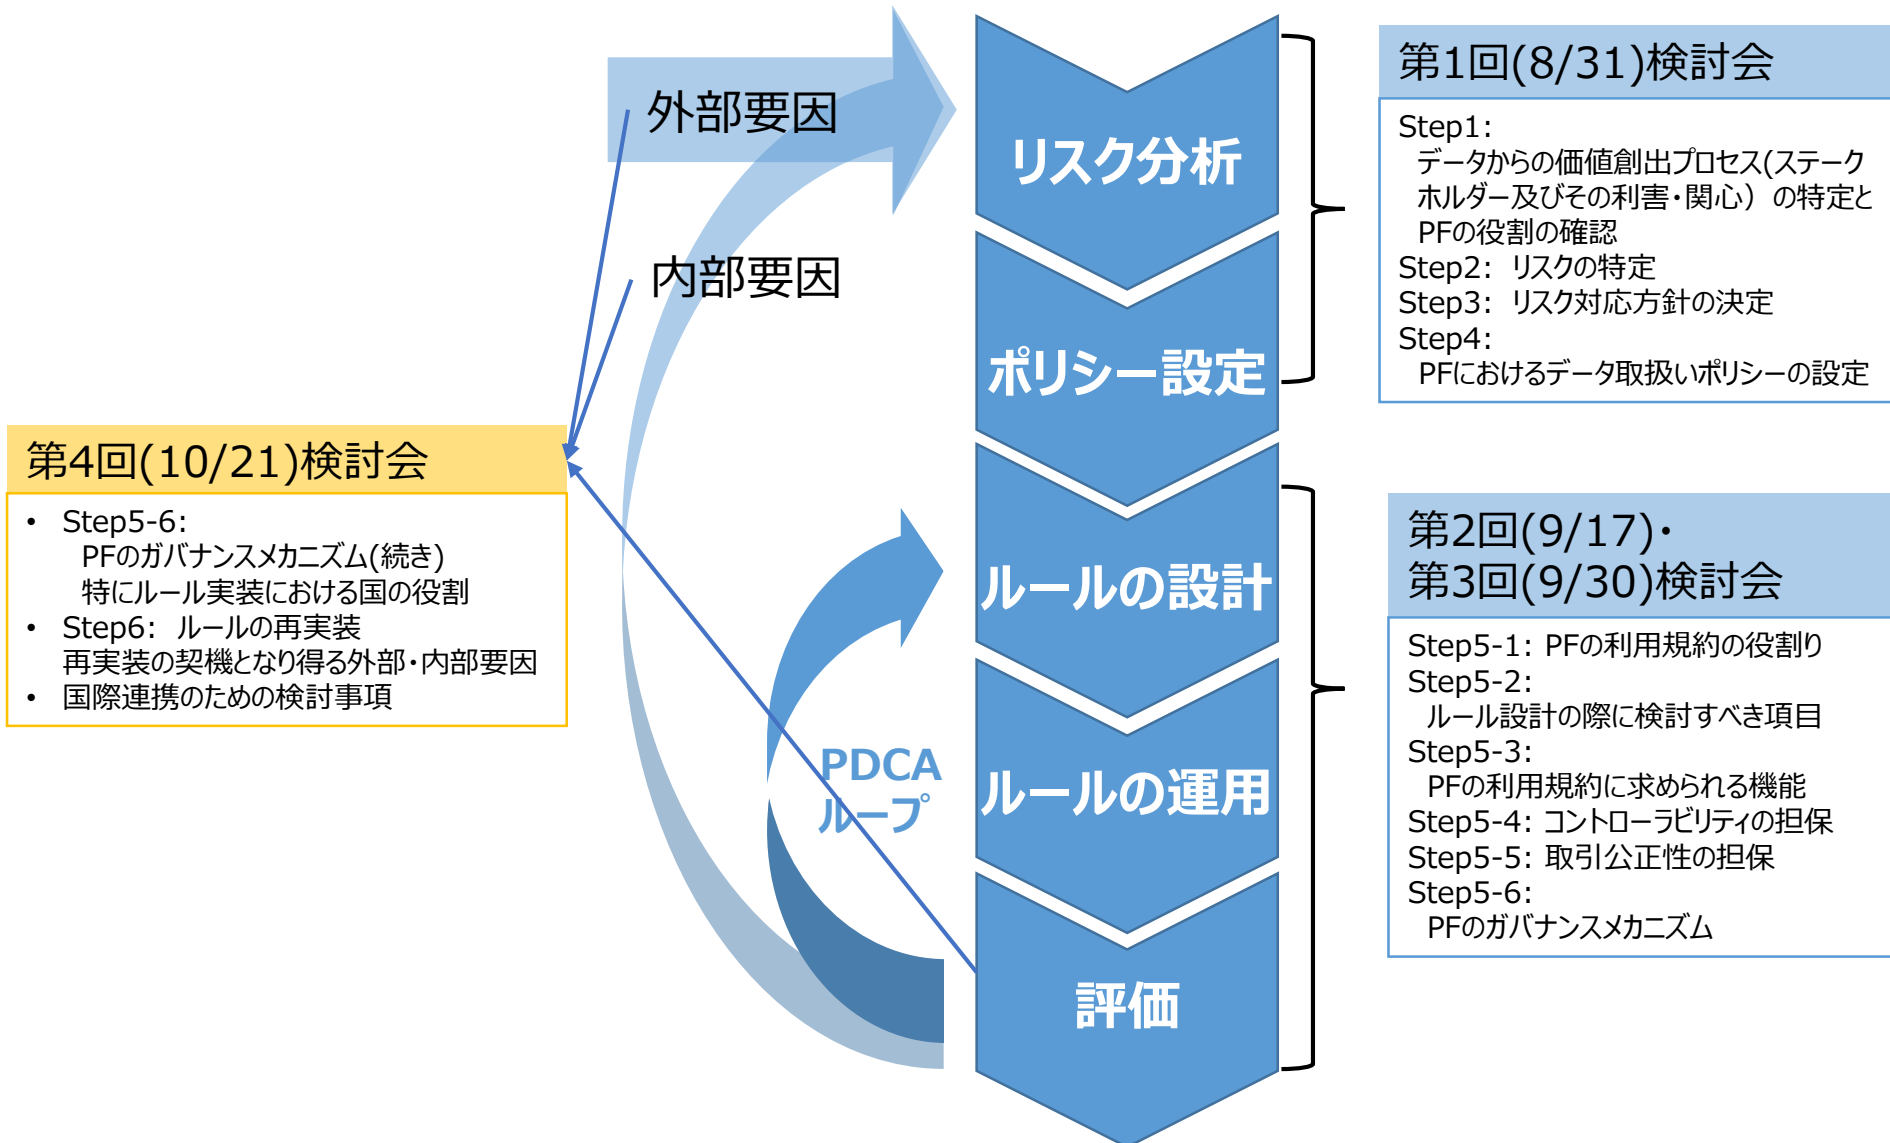 外部要因
内部要因
第4回(10/21)検討会
• Step5-6:
PFのガバナンスメカニズム(続き)
特にルール実装における国の役割
• Step6: ルールの再実装
再実装の契機となり得る外部・内部要因
• 国際連携のための検討事項
PDCA
ループ
リスク分析
ポリシー設定
ルールの設計
ルールの運用
評価
第1回(8/31)検討会
Step1:
データからの価値創出プロセス(ステーク
ホルダー及びその利害・関心）の特定と
PFの役割の確認
Step2: リスクの特定
Step3: リスク対応方針の決定
Step4:
PFにおけるデータ取扱いポリシーの設定
第2回(9/17)・
第3回(9/30)検討会
Step5-1: PFの利用規約の役割り
Step5-2:
ルール設計の際に検討すべき項目
Step5-3:
PFの利用規約に求められる機能
Step5-4: コントローラビリティの担保
Step5-5: 取引公正性の担保
Step5-6:
PFのガバナンスメカニズム